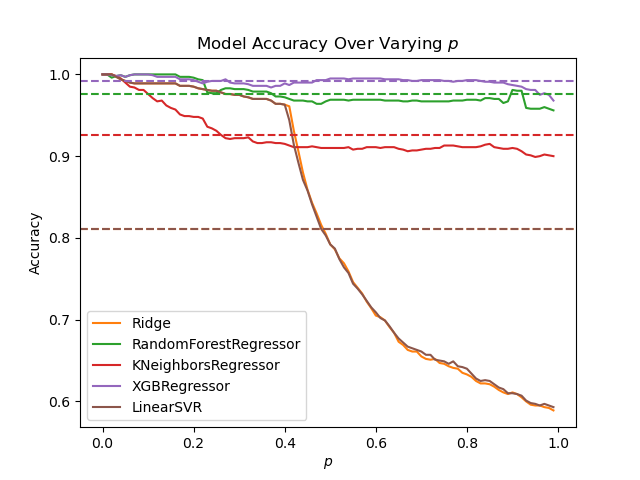 Model Accuracy Over Varying p
1.0
0.9
0.8
0.7
0.6
Accuracy
Ridge
RandomForestRegressor
KNeighborsRegressor
XGBRegressor
LinearSVR
0.0 0.2 0.4 0.6 0.8 1.0
p